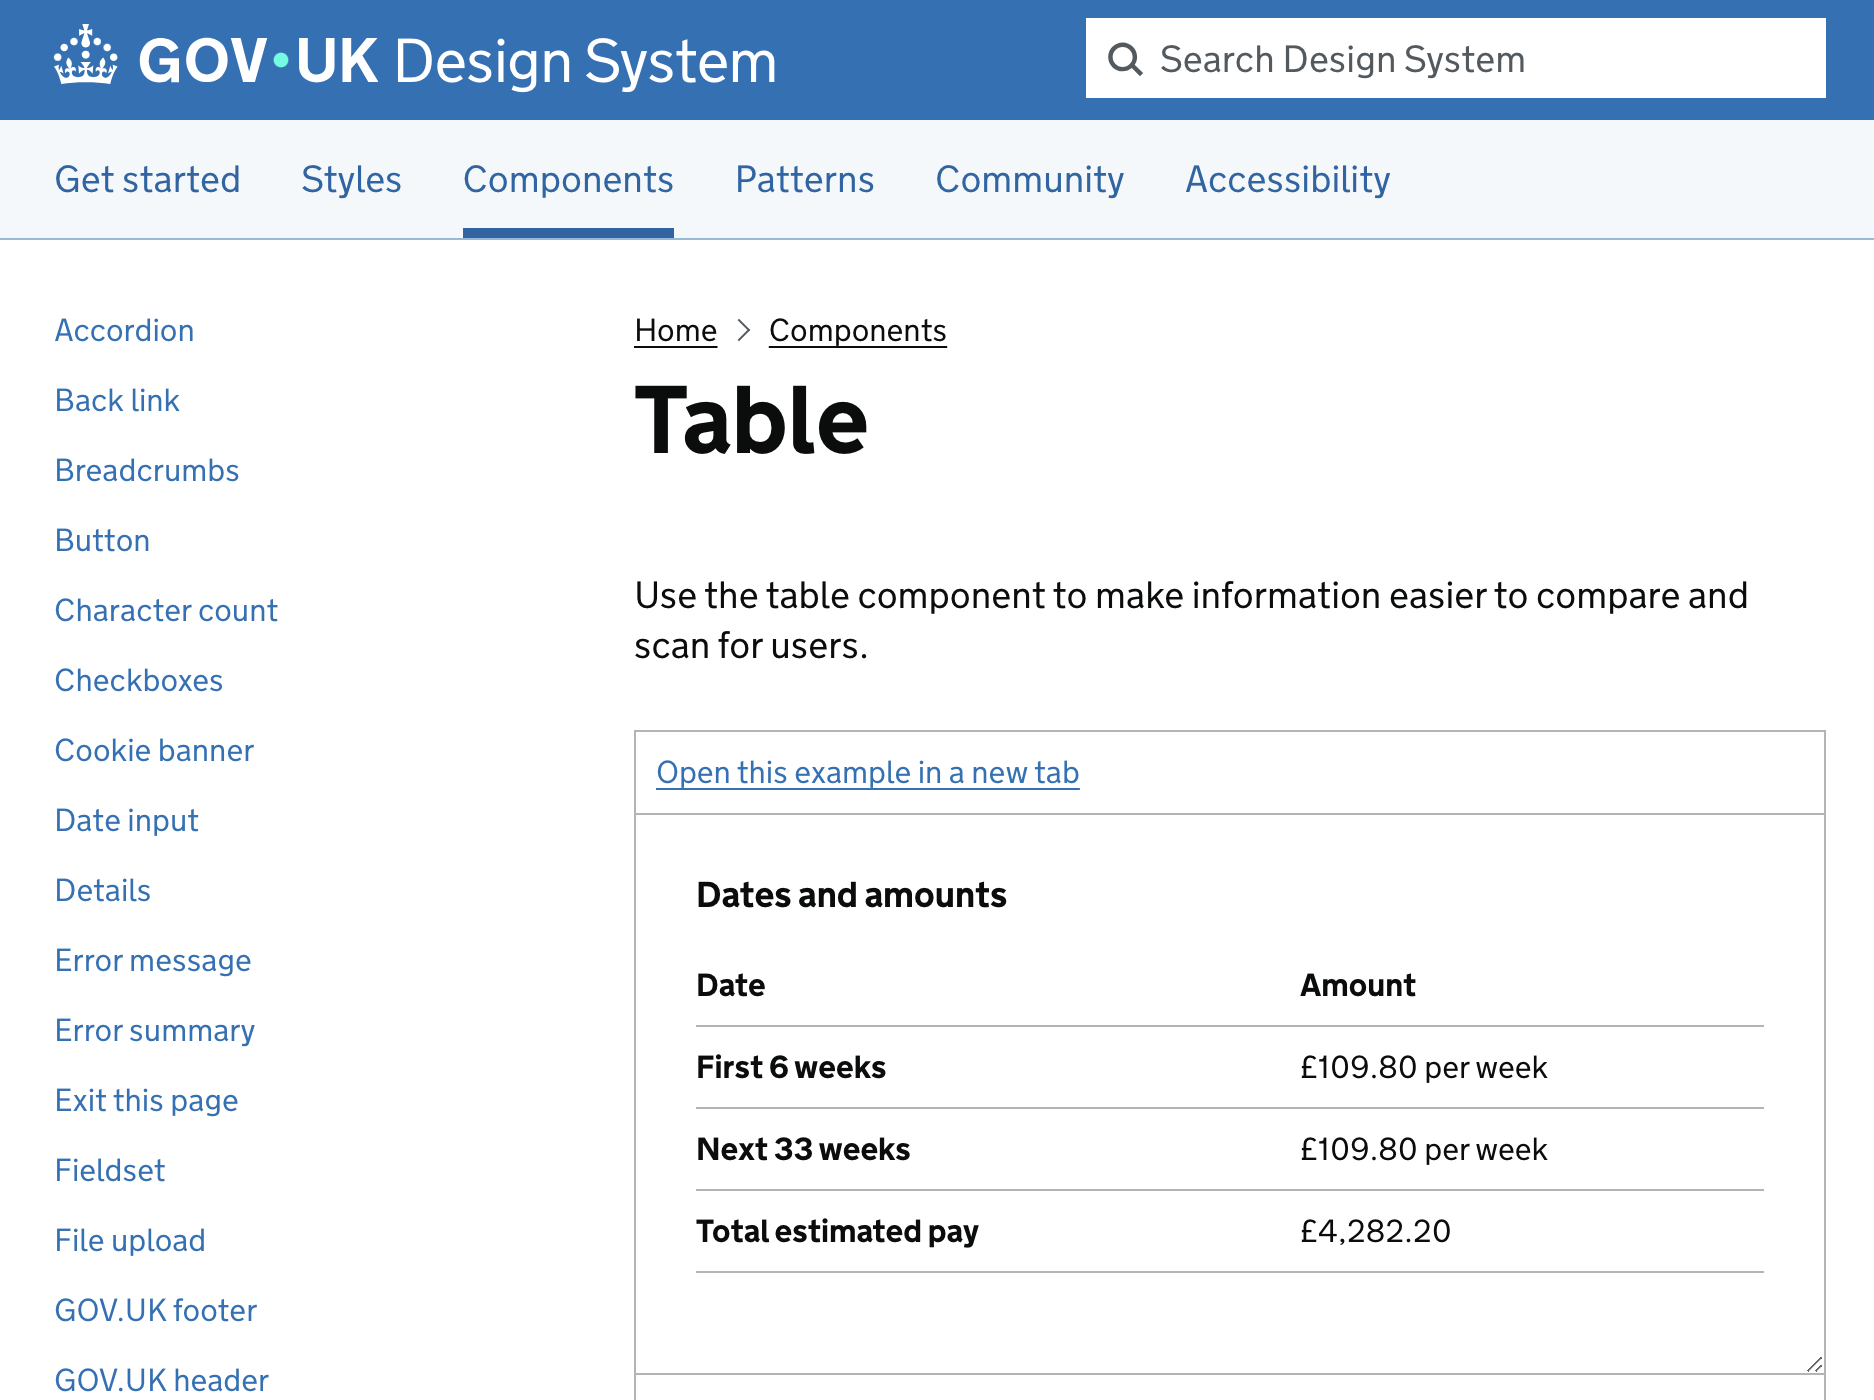 GOV·UK Design System
Search Design System
Get started Styles Components Patterns Community Accessibility
Accordion
Back link
Breadcrumbs
Button
Character count
Checkboxes
Cookie banner
Date input
Details
Error message
Error summary
Exit this page
Fieldset
File upload
GOV.UK footer
GOV.UK header
Home > Components
Table
Use the table component to make information easier to compare and
scan for users.
Open this example in a new tab
Dates and amounts
Date Amount
First 6 weeks £109.80 per week
Next 33 weeks £109.80 per week
Total estimated pay £4,282.20